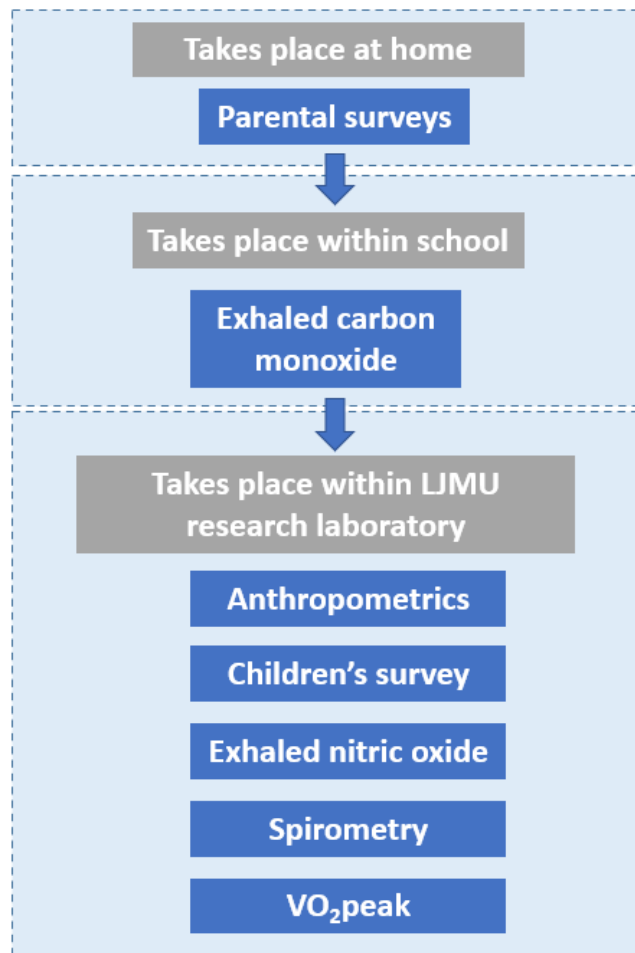 Takes place at home
Parental surveys
Takes place within school
Exhaled carbon
monoxide
Takes place within LJMU
research laboratory
Anthropometrics
Children's survey
Exhaled nitric oxide
Spirometry
VO₂peak